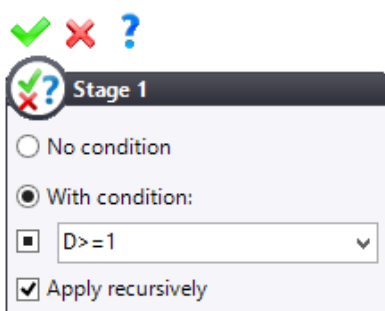 Stage 1
No condition
With condition:
D>=1
Apply recursively